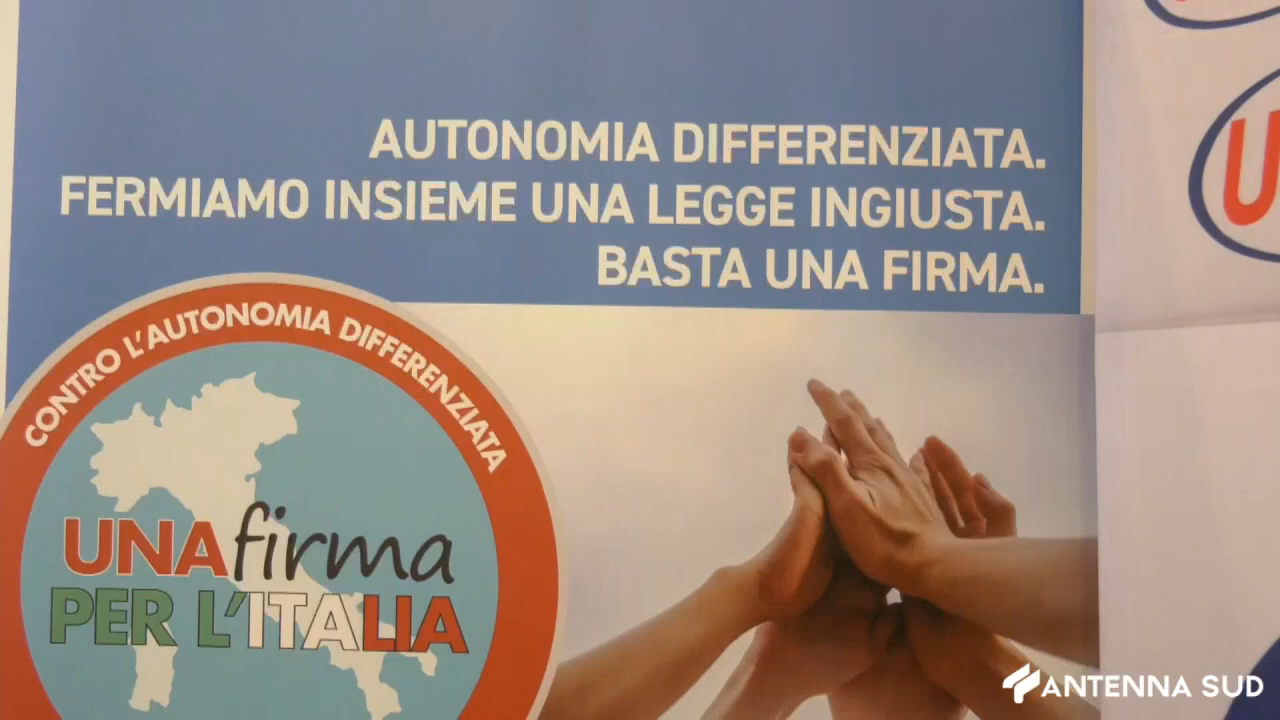 AUTONOMIA DIFFERENZIATA.
FERMIAMO INSIEME UNA LEGGE INGIUSTA.
BASTA UNA FIRMA.
CONTRO L'AUTONOMIA DIFFERENZIATA
UNA firma
PER L'ITALIA
ANTENNA SUD